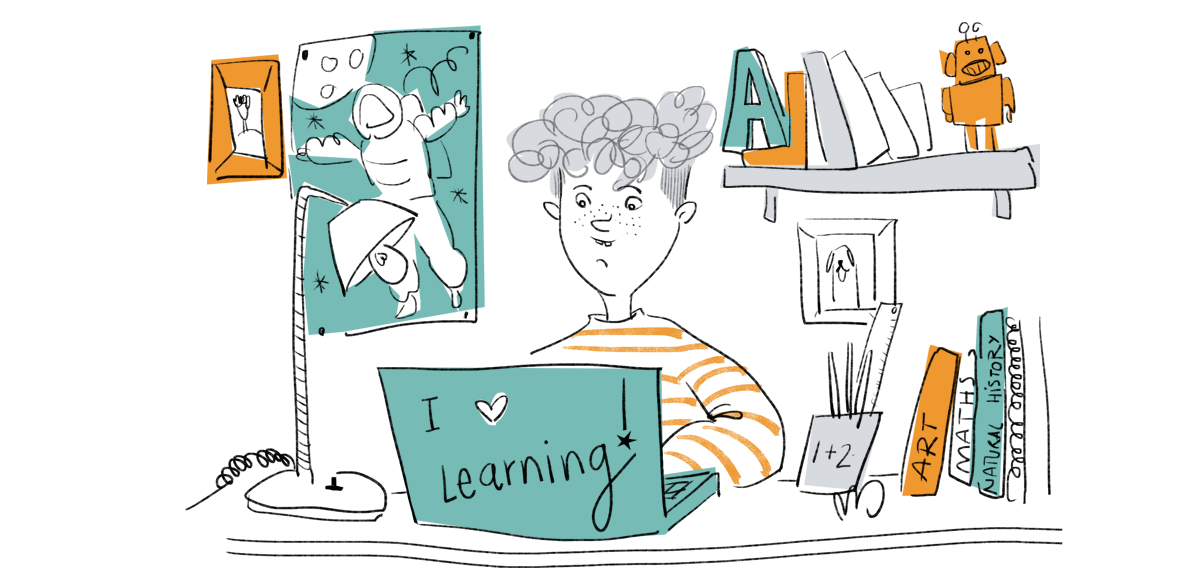 A
I ♥ !
Learning
1+2
ART
MATHS
NATURAL HISTORY